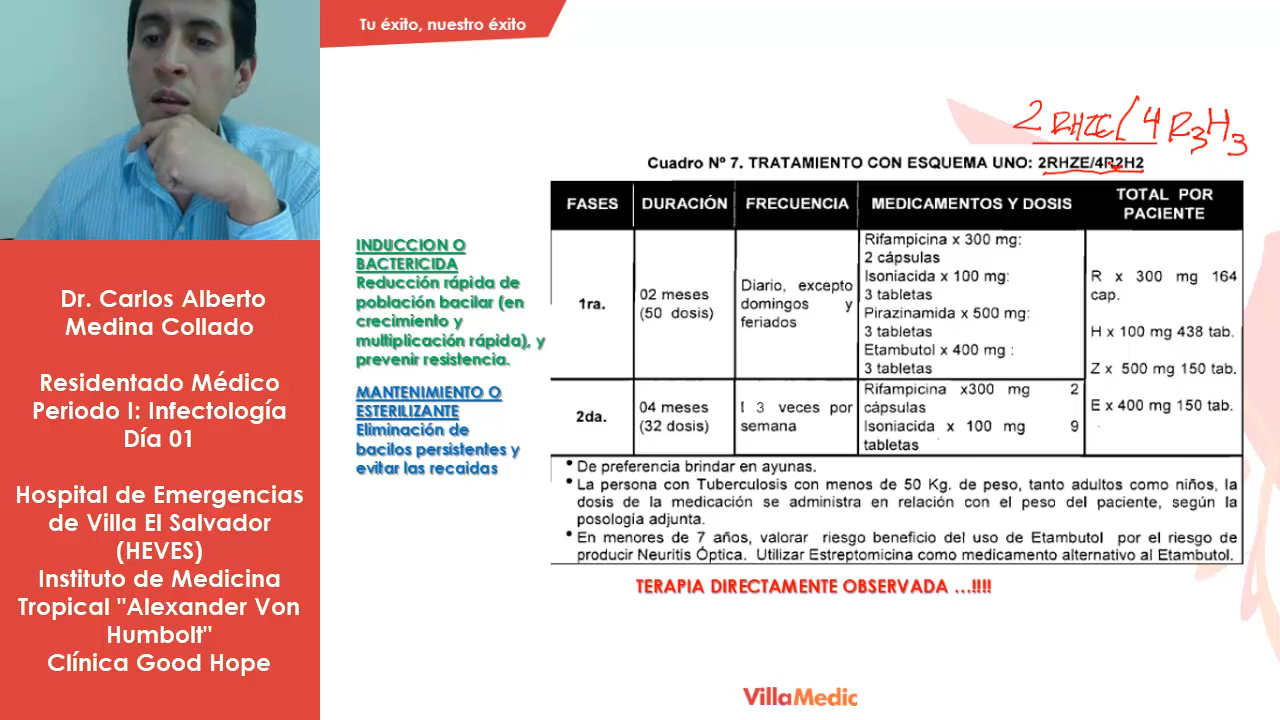 Tu éxito, nuestro éxito
2 RHZE/4 R3H3
Cuadro Nº 7. TRATAMIENTO CON ESQUEMA UNO: 2RHZE/4R2H2
FASES DURACIÓN FRECUENCIA MEDICAMENTOS Y DOSIS TOTAL POR
PACIENTE
1ra.
02 meses
(50 dosis)
Diario, excepto
domingos y
feriados
Rifampicina x 300 mg:
2 cápsulas
Isoniacida x 100 mg:
3 tabletas
Pirazinamida x 500 mg:
3 tabletas
Etambutol x 400 mg :
3 tabletas
R x 300 mg 164
cap.
H x 100 mg 438 tab.
Z x 500 mg 150 tab.
E x 400 mg 150 tab.
2da.
04 meses
(32 dosis)
3 veces por
semana
Rifampicina x300 mg 2
cápsulas
Isoniacida x 100 mg 9
tabletas
• De preferencia brindar en ayunas.
• La persona con Tuberculosis con menos de 50 Kg. de peso, tanto adultos como niños, la
dosis de la medicación se administra en relación con el peso del paciente, según la
posología adjunta.
• En menores de 7 años, valorar riesgo beneficio del uso de Etambutol por el riesgo de
producir Neuritis Óptica. Utilizar Estreptomicina como medicamento alternativo al Etambutol.
INDUCCION O
BACTERICIDA
Reducción rápida de
población bacilar (en
crecimiento y
multiplicación rápida), y
prevenir resistencia.
MANTENIMIENTO O
ESTERILIZANTE
Eliminación de
bacilos persistentes y
evitar las recaidas
TERAPIA DIRECTAMENTE OBSERVADA ...!!!!
Dr. Carlos Alberto
Medina Collado
Residentado Médico
Periodo I: Infectología
Día 01
Hospital de Emergencias
de Villa El Salvador
(HEVES)
Instituto de Medicina
Tropical "Alexander Von
Humbolt"
Clínica Good Hope
VillaMedic